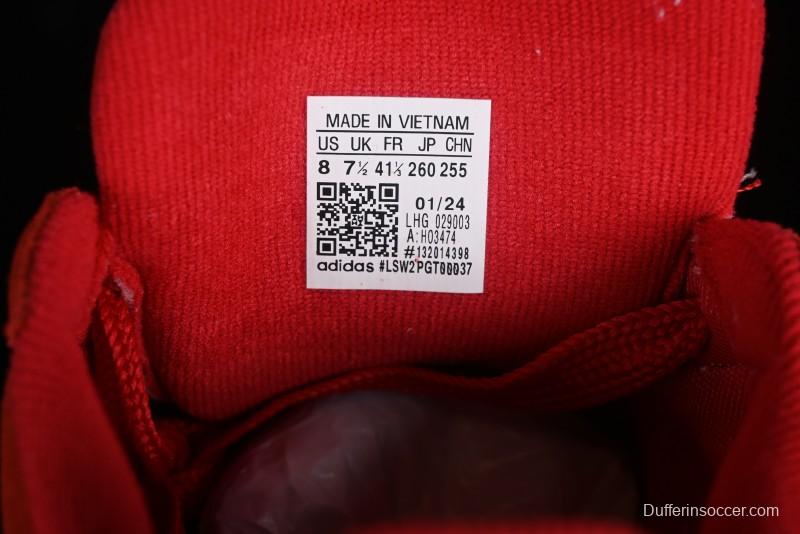 MADE IN VIETNAM
US UK FR JP CHN
8 7½ 41⅓ 260 255
01/24
LHG 029003
A: H03474
#132014398
adidas #LSW2PGT00037
Dufferinsoccer.com